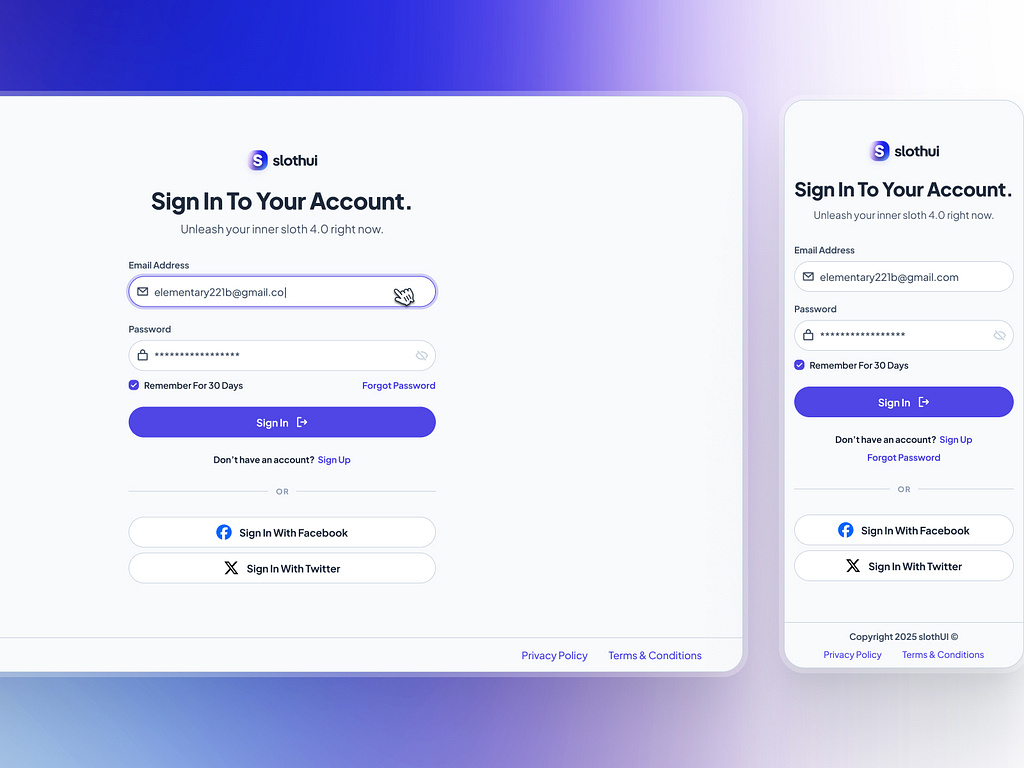 slothui
Sign In To Your Account.
Unleash your inner sloth 4.0 right now.
Email Address
elementary221b@gmail.co
Password
*****************
Remember For 30 Days
Forgot Password
Sign In
Don't have an account? Sign Up
OR
Sign In With Facebook
Sign In With Twitter
Privacy Policy
Terms & Conditions
slothui
Sign In To Your Account.
Unleash your inner sloth 4.0 right now.
Email Address
elementary221b@gmail.com
Password
*****************
Remember For 30 Days
Sign In
Don't have an account? Sign Up
Forgot Password
OR
Sign In With Facebook
Sign In With Twitter
Copyright 2025 slothUI ©
Privacy Policy
Terms & Conditions